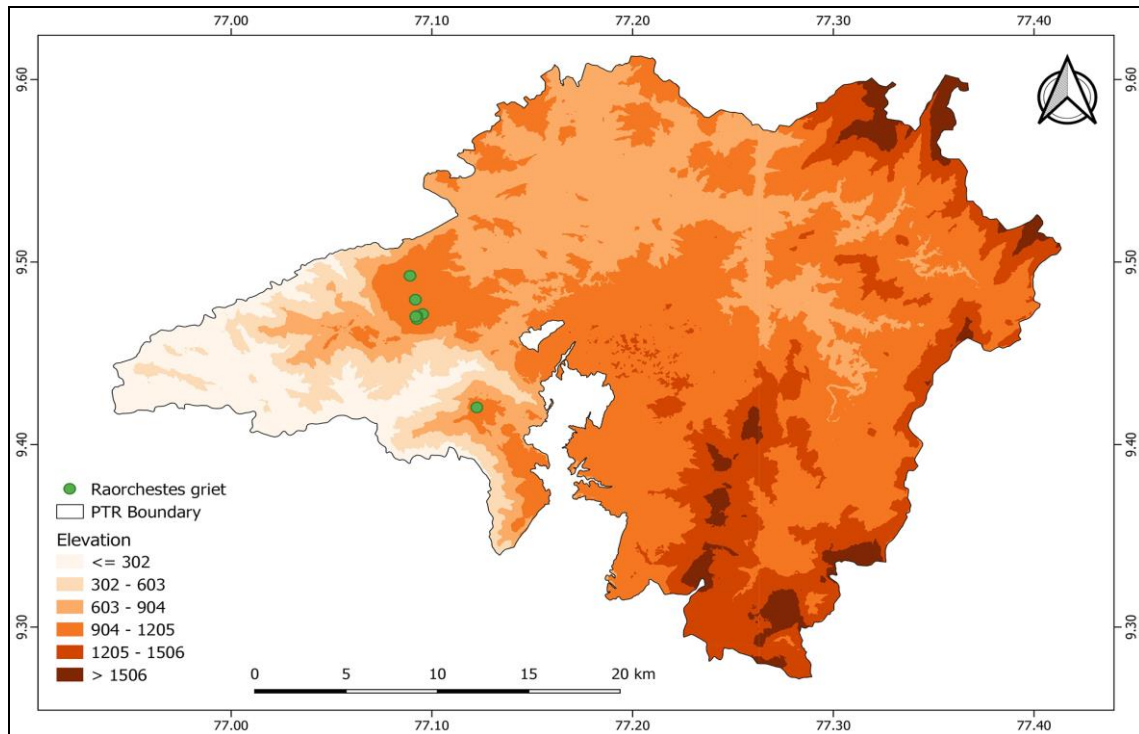 77.00 77.10 77.20 77.30 77.40
9.60 9.60
9.50 9.50
9.40 9.40
9.30 9.30
Raorchestes griet
PTR Boundary
Elevation
<= 302
302 - 603
603 - 904
904 - 1205
1205 - 1506
> 1506
0 5 10 15 20 km
77.00 77.10 77.20 77.30 77.40